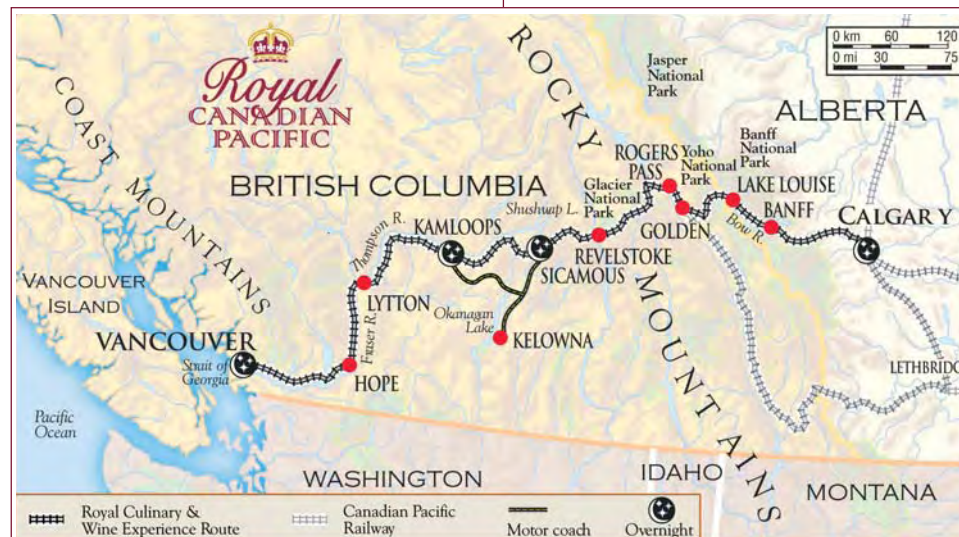 0 km 60 120
0 mi 30 75
ROCKY MOUNTAINS
Jasper
National
Park
COAST MOUNTAINS
Royal
CANADIAN
PACIFIC
ALBERTA
Banff
National
Park
Yoho
National
Park
ROGERS
PASS
BRITISH COLUMBIA
Glacier
National
Park
LAKE LOUISE
Shushwap L.
BANFF
Bow R.
CALGARY
KAMLOOPS
Thompson R.
GOLDEN
REVELSTOKE
SICAMOUS
VANCOUVER
ISLAND
LYTTON
Okanagan
Lake
Fraser R.
KELOWNA
VANCOUVER
Strait of
Georgia
HOPE
LETHBRIDG
Pacific
Ocean
WASHINGTON
IDAHO
MONTANA
Royal Culinary &
Wine Experience Route
Canadian Pacific
Railway
Motor coach
Overnight